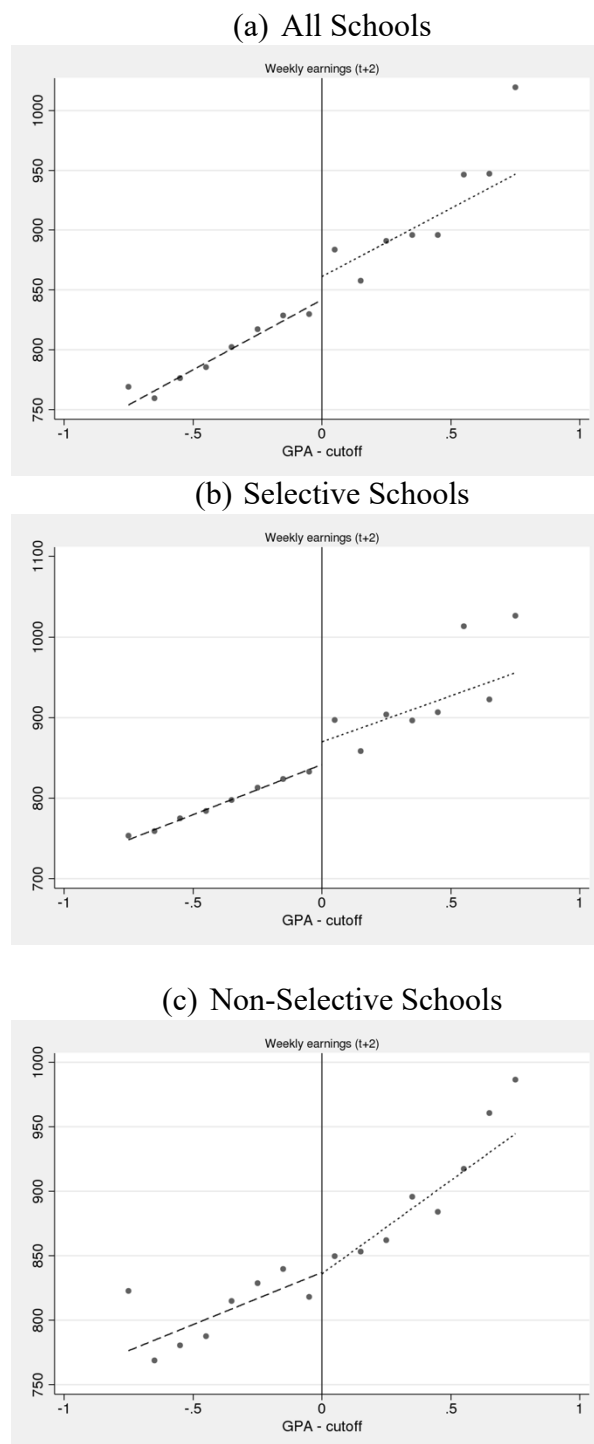 (a) All Schools
Weekly earnings (t+2)
1000
950
900
850
800
750
-1 -.5 0 .5 1
GPA - cutoff
(b) Selective Schools
Weekly earnings (t+2)
1100
1000
900
800
700
-1 -.5 0 .5 1
GPA - cutoff
(c) Non-Selective Schools
Weekly earnings (t+2)
1000
950
900
850
800
750
-1 -.5 0 .5 1
GPA - cutoff